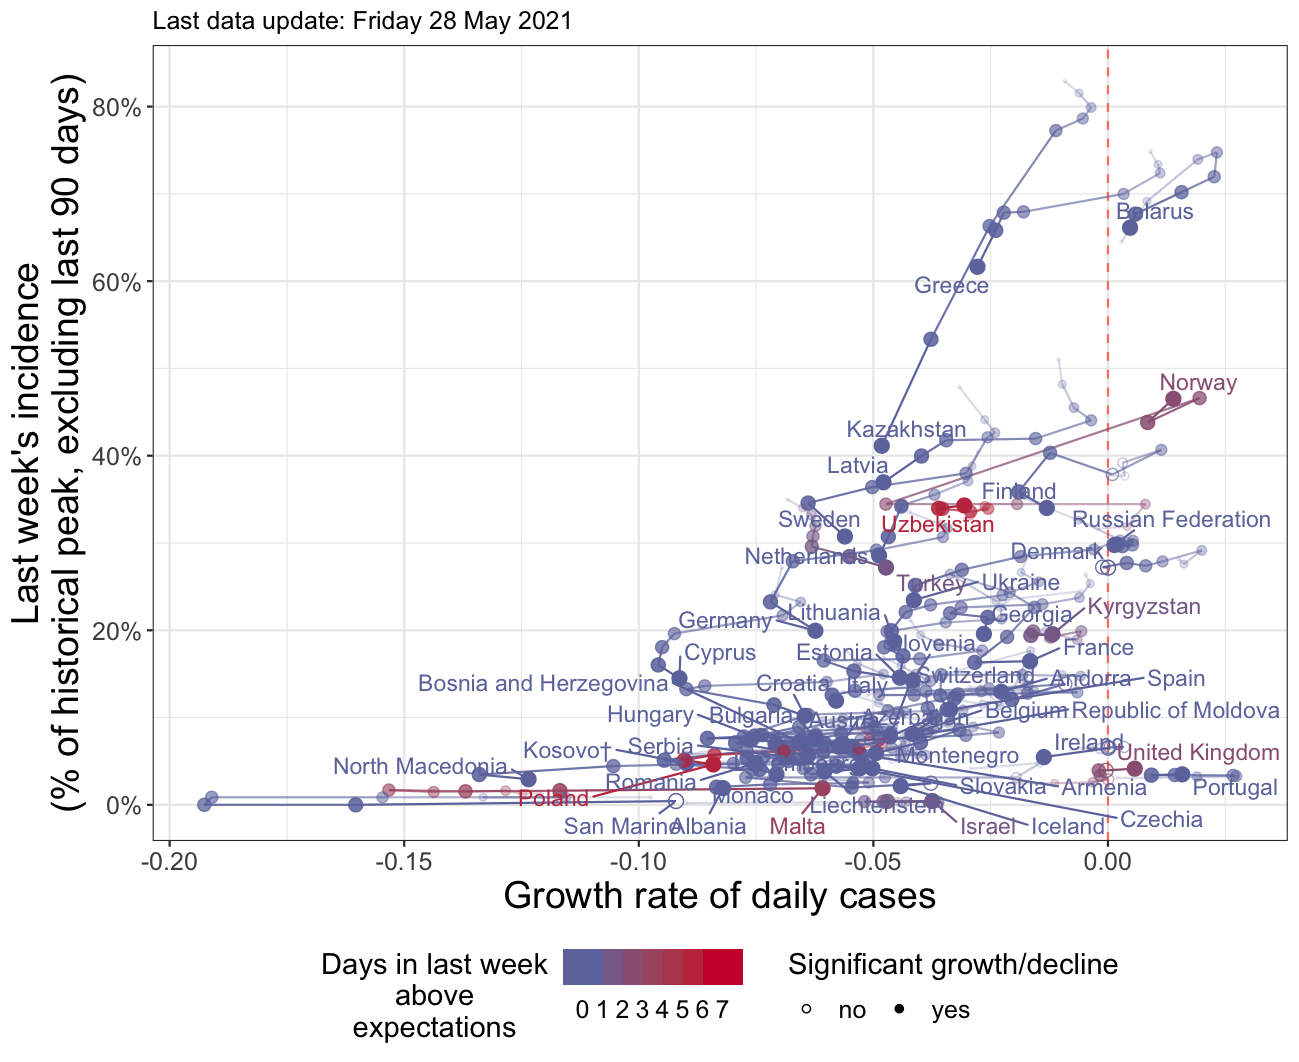 Last data update: Friday 28 May 2021
Last week's incidence
(% of historical peak, excluding last 90 days)
80%
60%
40%
20%
0%
Belarus
Greece
Norway
Kazakhstan
Latvia
Finland
Sweden
Uzbekistan
Russian Federation
Netherlands
Denmark
Turkey
Ukraine
Germany
Lithuania
Georgia
Kyrgyzstan
Cyprus
Estonia
Slovenia
France
Bosnia and Herzegovina
Croatia
Italy
Switzerland
Andorra
Spain
Hungary
Bulgaria
Austria
Azerbaijan
Belgium
Republic of Moldova
Kosovo†
Serbia
Montenegro
Ireland
United Kingdom
North Macedonia
Romania
Slovakia
Armenia
Portugal
Poland
Monaco
Liechtenstein
San Marino
Albania
Malta
Israel
Iceland
Czechia
-0.20
-0.15
-0.10
-0.05
0.00
Growth rate of daily cases
Days in last week
above
expectations
0 1 2 3 4 5 6 7
Significant growth/decline
no
yes